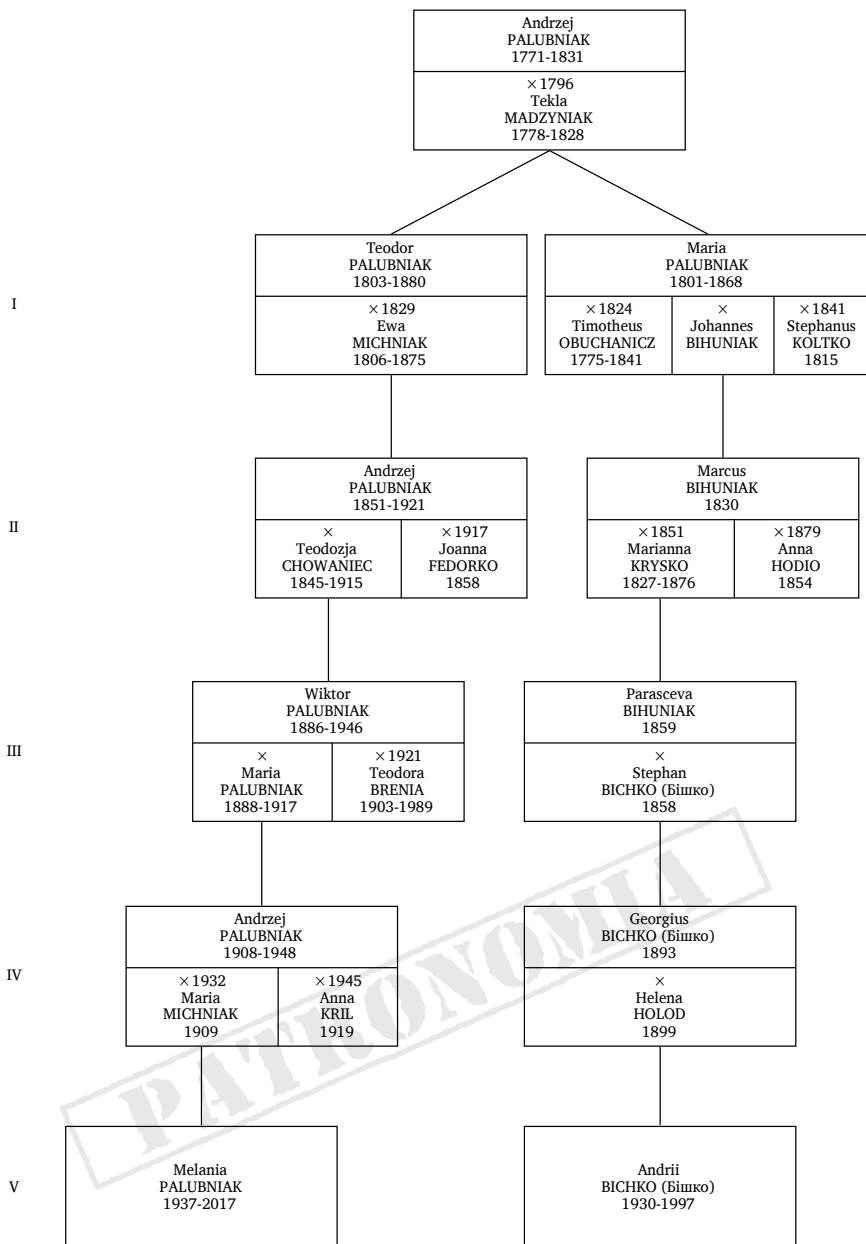 Andrzej
PALUBNIAK
1771-1831
×1796
Tekla
MADZYNIAK
1778-1828
I
Teodor
PALUBNIAK
1803-1880
×1829
Ewa
MICHNIAK
1806-1875
Maria
PALUBNIAK
1801-1868
×1824
Timotheus
OBUCHANICZ
1775-1841
×
Johannes
BIHUNIAK
×1841
Stephanus
KOLTKO
1815
II
Andrzej
PALUBNIAK
1851-1921
×
Teodozja
CHOWANIEC
1845-1915
×1917
Joanna
FEDORKO
1858
Marcus
BIHUNIAK
1830
×1851
Marianna
KRYSKO
1827-1876
×1879
Anna
HODIO
1854
III
Wiktor
PALUBNIAK
1886-1946
×
Maria
PALUBNIAK
1888-1917
×1921
Teodora
BRENIA
1903-1989
Parasceva
BIHUNIAK
1859
×
Stephan
BICHKO (Бішко)
1858
IV
Andrzej
PALUBNIAK
1908-1948
×1932
Maria
MICHNIAK
1909
×1945
Anna
KRIL
1919
Georgius
BICHKO (Бішко)
1893
×
Helena
HOLOD
1899
V
Melania
PALUBNIAK
1937-2017
Andrii
BICHKO (Бішко)
1930-1997
PATRONOMIA